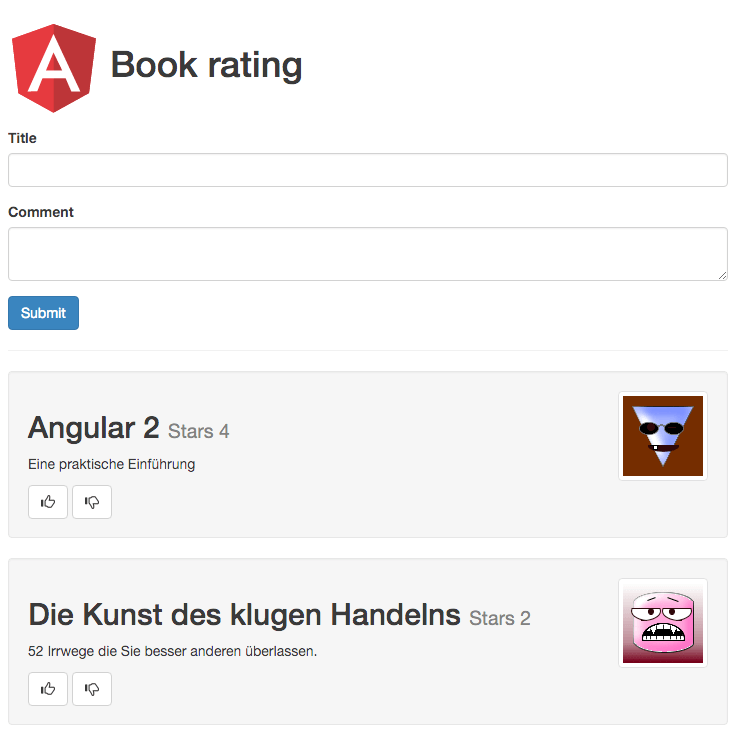 A
Book rating
Title
Comment
Submit
Angular 2 Stars 4
Eine praktische Einführung
Die Kunst des klugen Handelns Stars 2
52 Irrwege die Sie besser anderen überlassen.